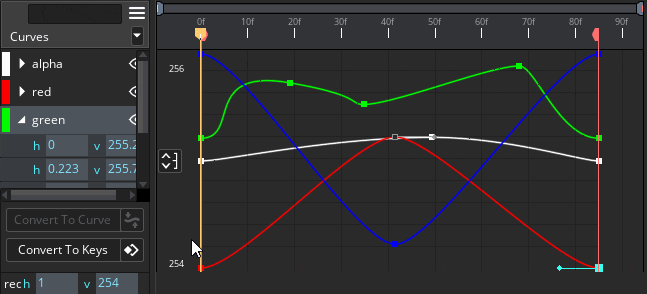 0f 10f 20f 30f 40f 50f 60f 70f 80f 90f
Curves
alpha
red
green
h 0 v 255.2
h 0.223 v 255.7
Convert To Curve
Convert To Keys
rec h 1 v 254
256
254